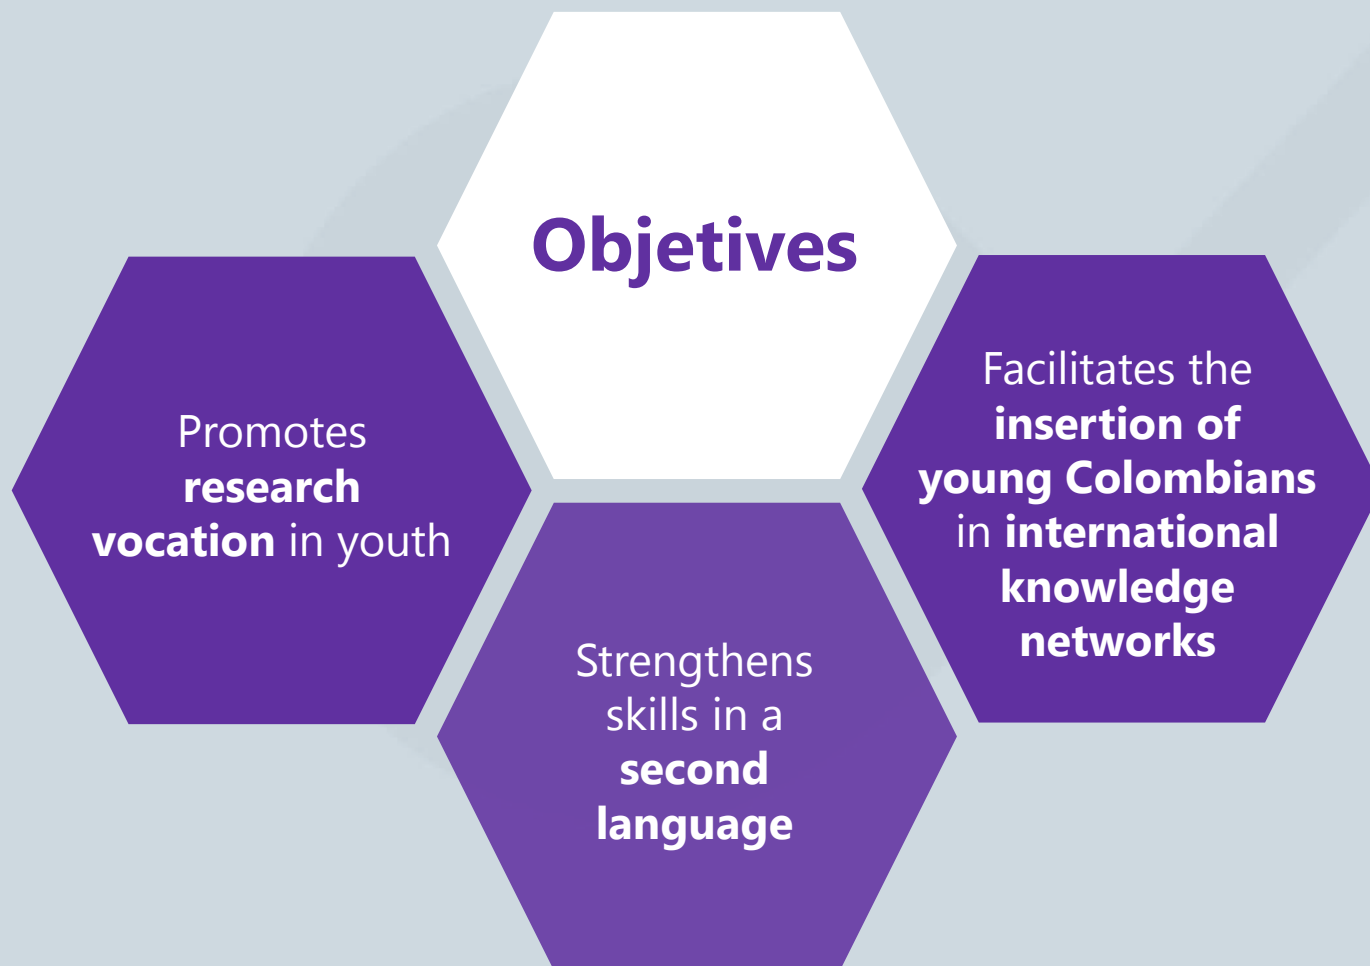 Objetives
Promotes
research
vocation in youth
Strengthens
skills in a
second
language
Facilitates the
insertion of
young Colombians
in international
knowledge
networks